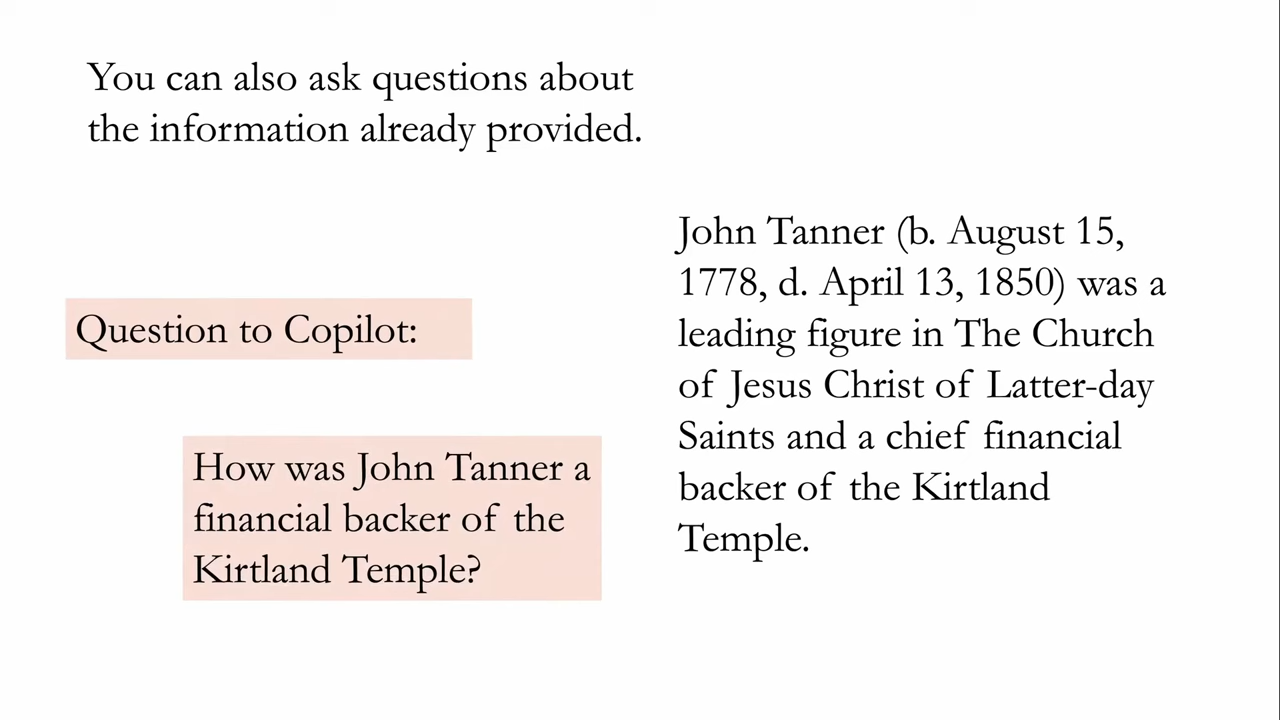 You can also ask questions about
the information already provided.
Question to Copilot:
How was John Tanner a
financial backer of the
Kirtland Temple?
John Tanner (b. August 15,
1778, d. April 13, 1850) was a
leading figure in The Church
of Jesus Christ of Latter-day
Saints and a chief financial
backer of the Kirtland
Temple.